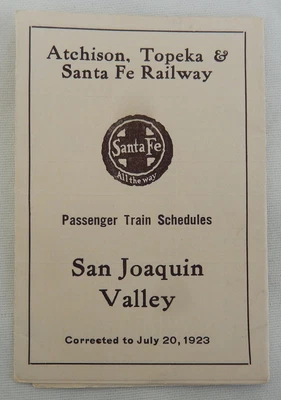 Atchison, Topeka &
Santa Fe Railway
Santa Fe
All the way
Passenger Train Schedules
San Joaquin
Valley
Corrected to July 20, 1923